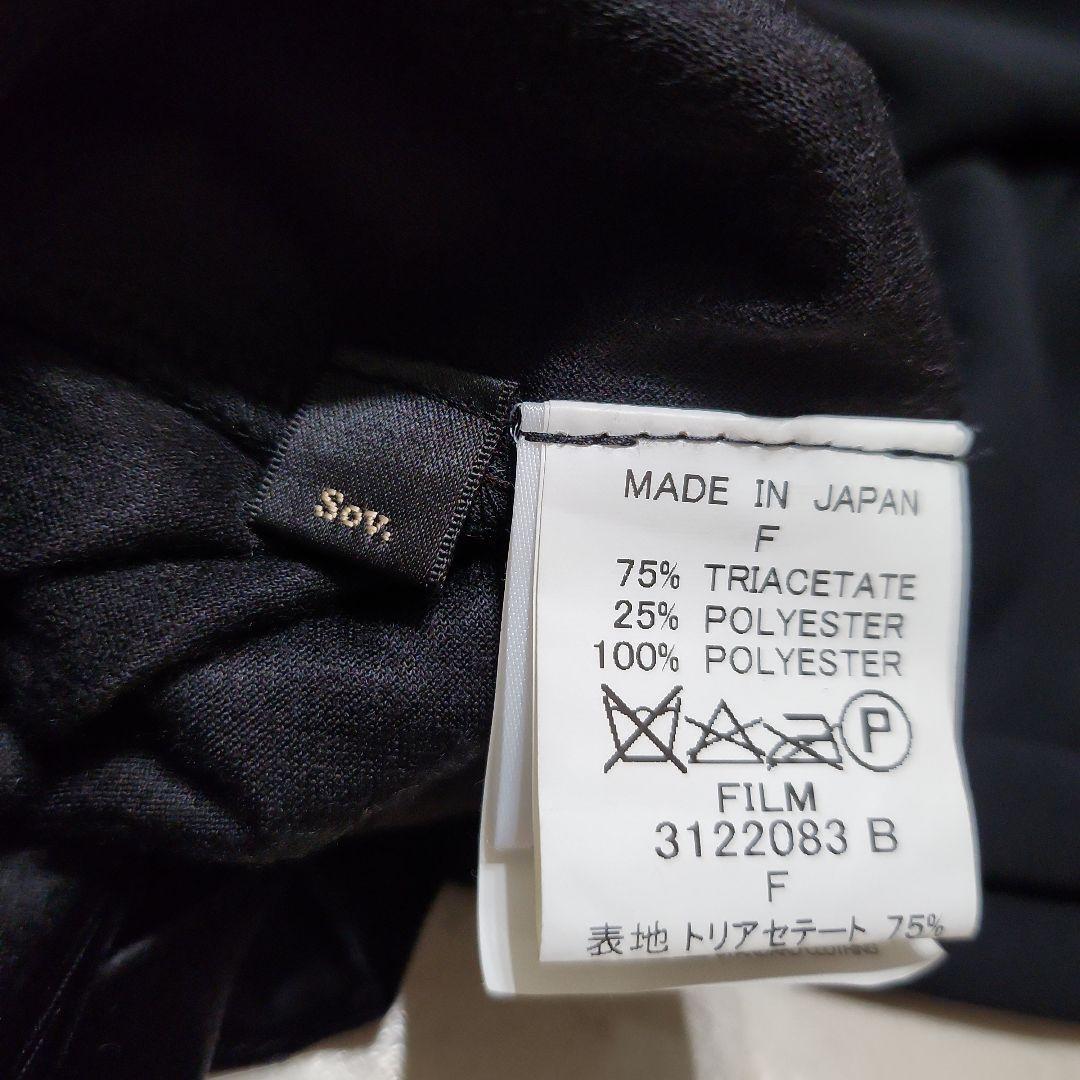 Sov.
MADE IN JAPAN
F
75% TRIACETATE
25% POLYESTER
100% POLYESTER
P
FILM
3122083 B
F
表地 トリアセテート 75%